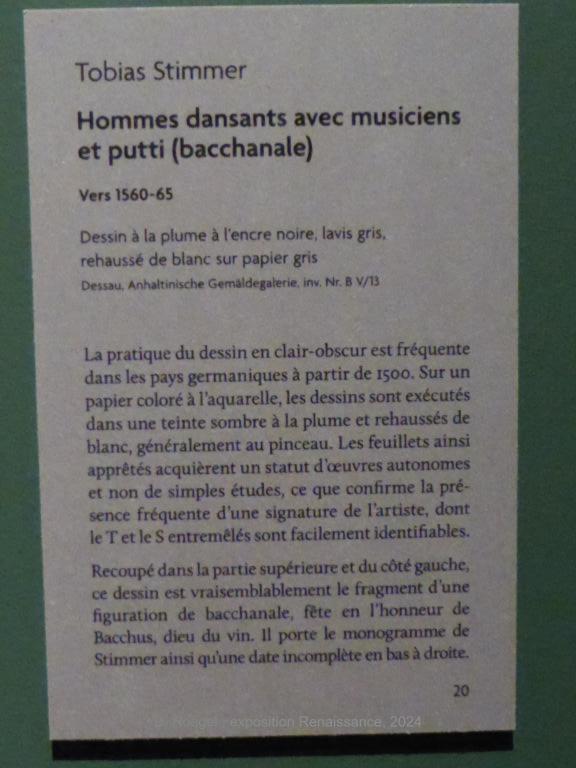 Tobias Stimmer
Hommes dansants avec musiciens
et putti (bacchanale)
Vers 1560-65
Dessin à la plume à l'encre noire, lavis gris,
rehaussé de blanc sur papier gris
Dessau, Anhaltinische Gemäldegalerie, inv. Nr. B V/13
La pratique du dessin en clair-obscur est fréquente
dans les pays germaniques à partir de 1500. Sur un
papier coloré à l'aquarelle, les dessins sont exécutés
dans une teinte sombre à la plume et rehaussés de
blanc, généralement au pinceau. Les feuillets ainsi
apprêtés acquièrent un statut d'œuvres autonomes
et non de simples études, ce que confirme la pré-
sence fréquente d'une signature de l'artiste, dont
le T et le S entremêlés sont facilement identifiables.
Recoupé dans la partie supérieure et du côté gauche,
ce dessin est vraisemblablement le fragment d'une
figuration de bacchanale, fête en l'honneur de
Bacchus, dieu du vin. Il porte le monogramme de
Stimmer ainsi qu'une date incomplète en bas à droite.
20
exposition Renaissance, 2024